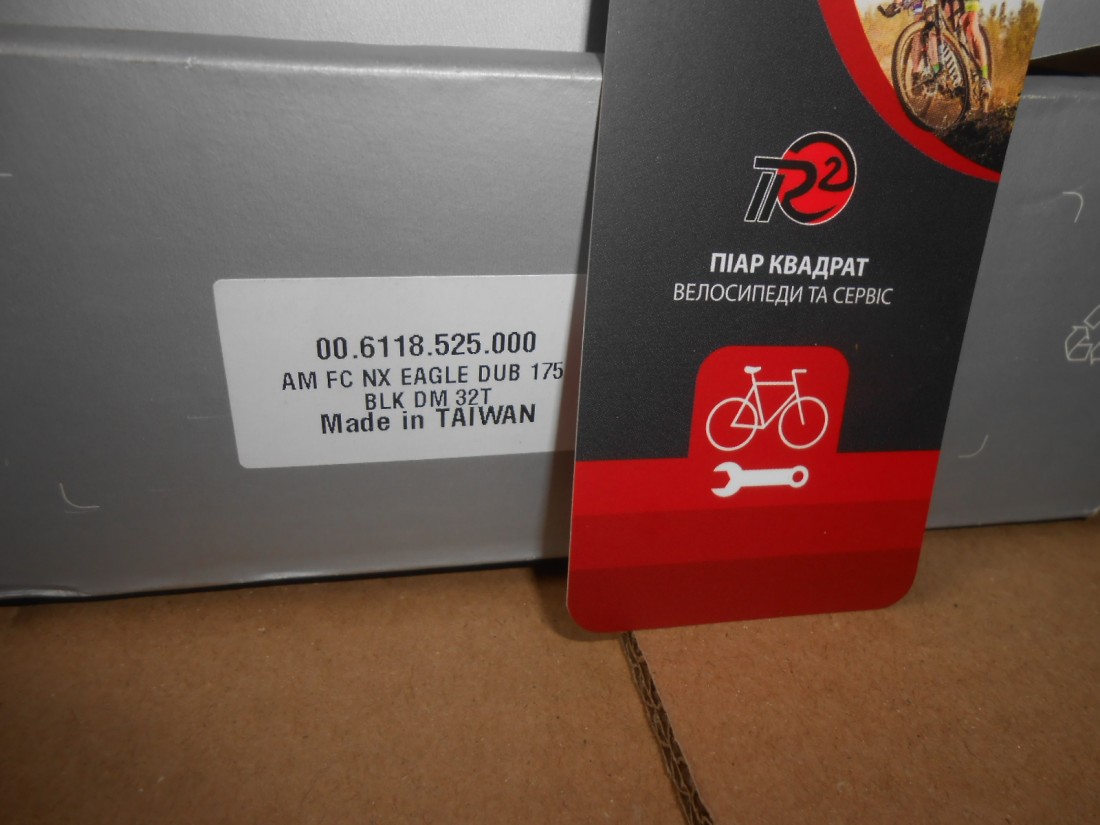 00.6118.525.000
AM FC NX EAGLE DUB 175
BLK DM 32T
Made in TAIWAN
ПR2
ПІАР КВАДРАТ
ВЕЛОСИПЕДИ ТА СЕРВІС